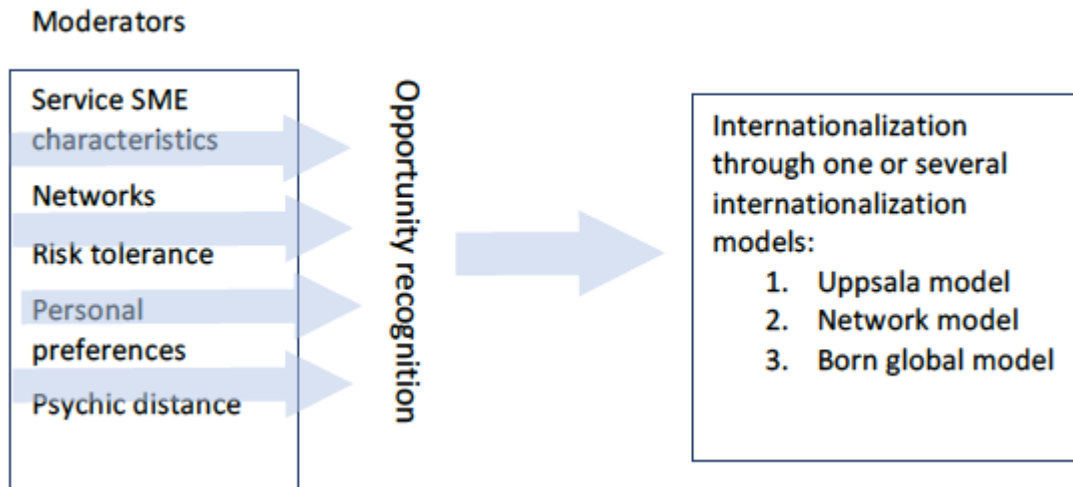 Moderators
Service SME
characteristics
Networks
Risk tolerance
Personal
preferences
Psychic distance
Opportunity recognition
Internationalization
through one or several
internationalization
models:
1. Uppsala model
2. Network model
3. Born global model